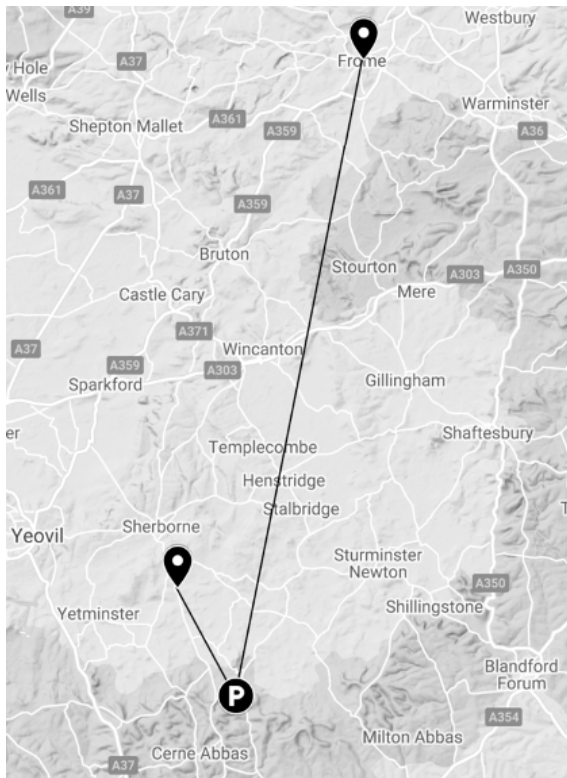 A39
Westbury
Frome
A37
y Hole
Wells
Warminster
Shepton Mallet
A361
A359
A36
A361
A37
A359
Bruton
Stourton
A303
A350
Castle Cary
Mere
A371
Wincanton
A37
A359
A303
Sparkford
Gillingham
er
Templecombe
Shaftesbury
Henstridge
Stalbridge
Sherborne
Yeovil
T
Sturminster
Newton
A350
Yetminster
Shillingstone
Blandford
Forum
P
A354
Milton Abbas
Cerne Abbas
A37